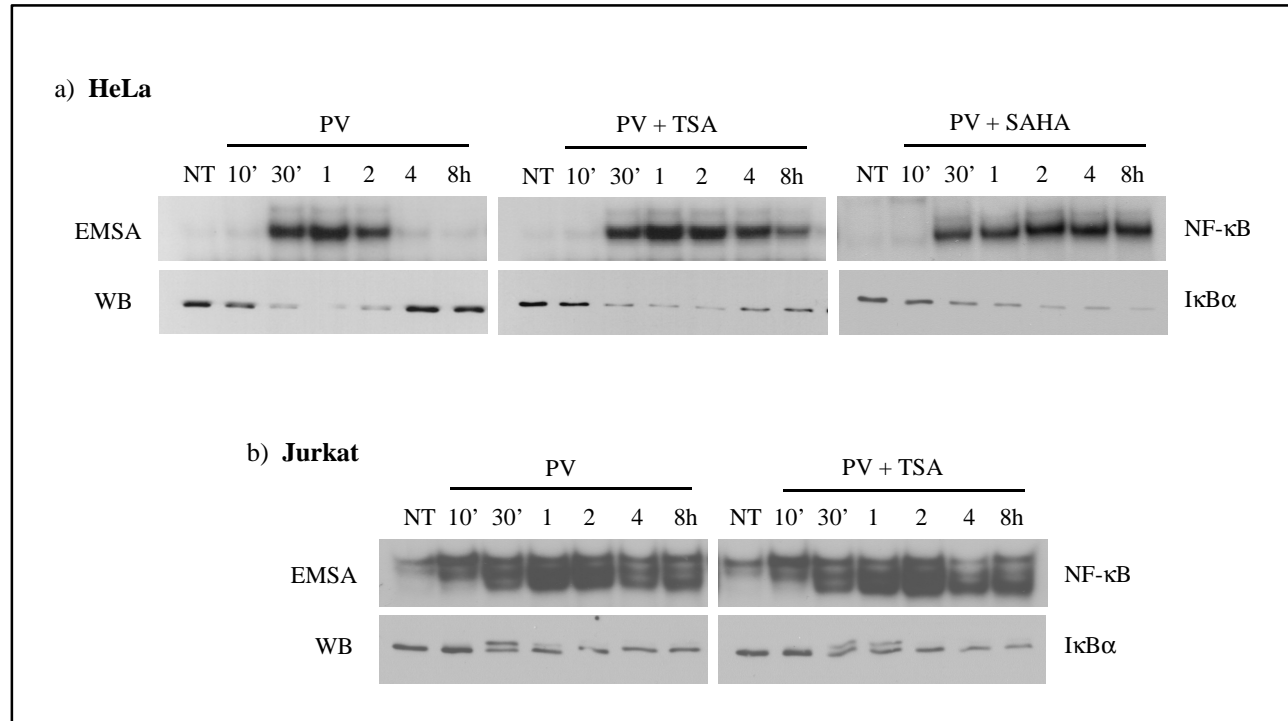 a) HeLa
PV PV + TSA PV + SAHA
NT 10’ 30’ 1 2 4 8h NT 10’ 30’ 1 2 4 8h NT 10’ 30’ 1 2 4 8h
EMSA NF-κB
WB IκBα
b) Jurkat
PV PV + TSA
NT 10’ 30’ 1 2 4 8h NT 10’ 30’ 1 2 4 8h
EMSA NF-κB
WB IκBα